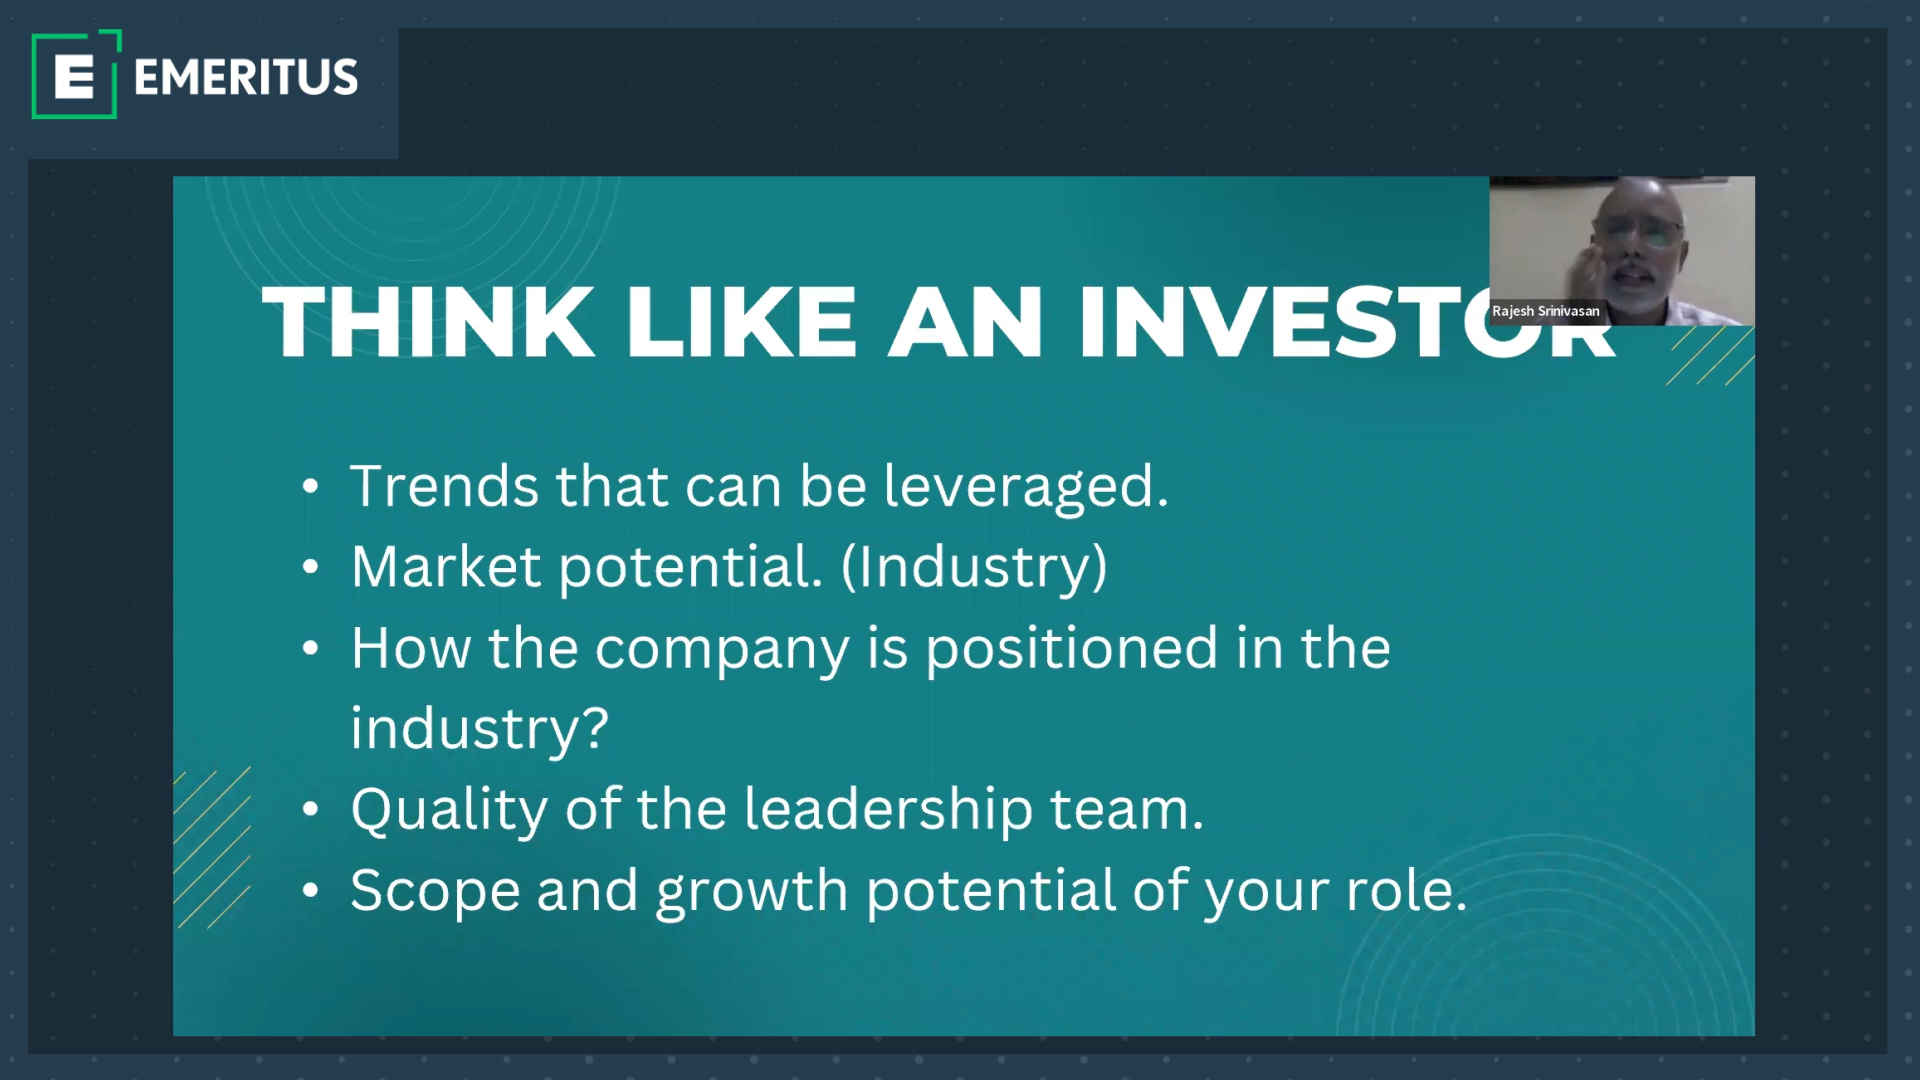 E EMERITUS
THINK LIKE AN INVESTOR
Rajesh Srinivasan
• Trends that can be leveraged.
• Market potential. (Industry)
• How the company is positioned in the
industry?
• Quality of the leadership team.
• Scope and growth potential of your role.